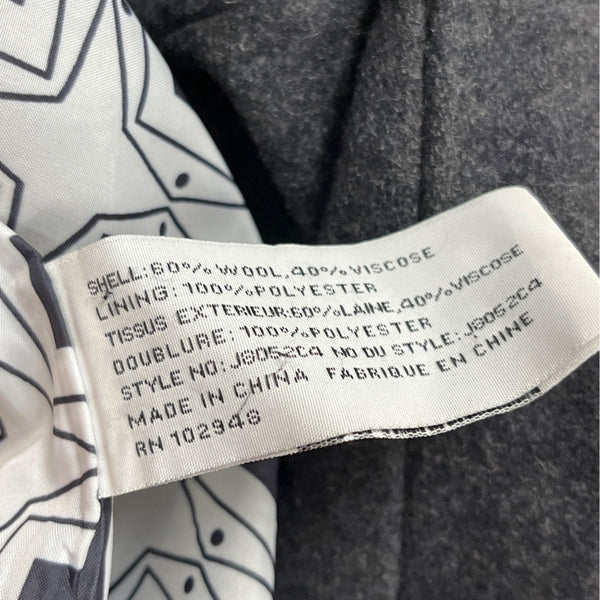 SHELL:60%WOOL,40%VISCOSE
LINING:100%POLYESTER
TISSUS EXTERIEUR:60%LAINE,40%VISCOSE
DOUBLURE:100%POLYESTER
STYLE NO:J8052C4 NO DU STYLE:J8052C4
MADE IN CHINA FABRIQUE EN CHINE
RN 102948